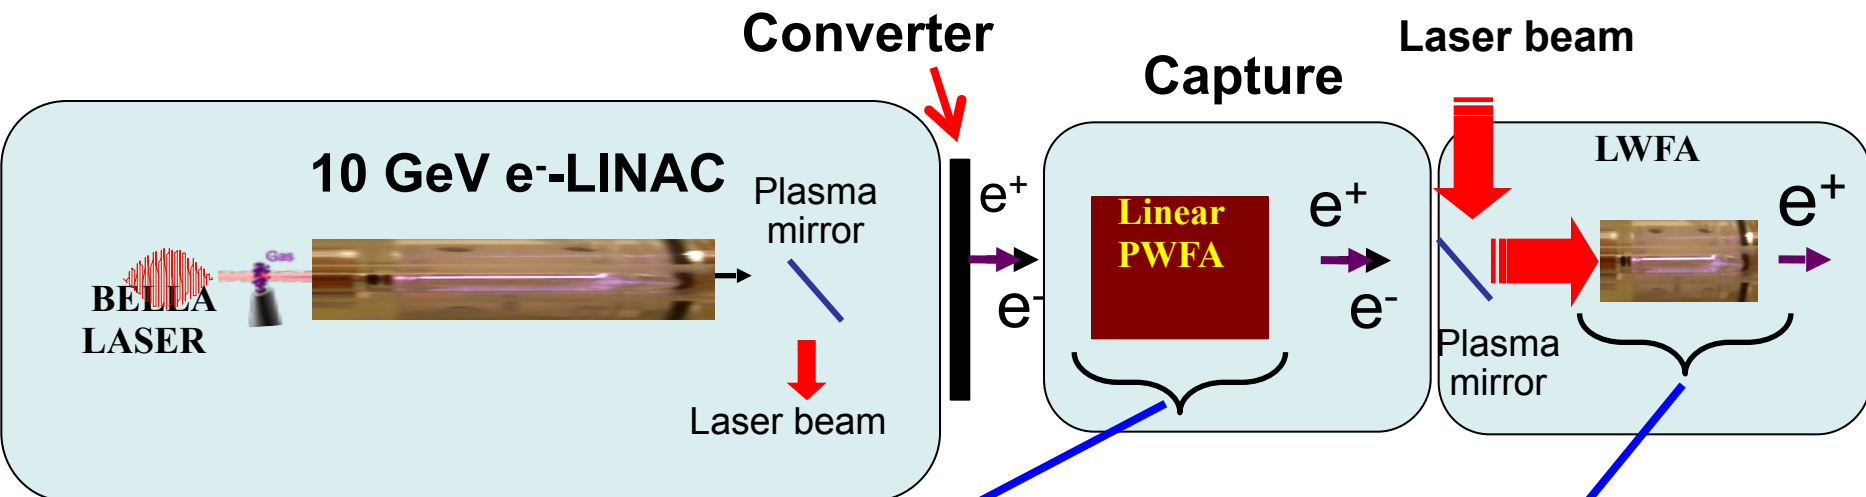 Converter
Laser beam
Capture
10 GeV e⁻-LINAC
Plasma
mirror
Gas
BELLA
LASER
Laser beam
e⁺
e⁻
Linear
PWFA
e⁺
e⁻
LWFA
e⁺
Plasma
mirror